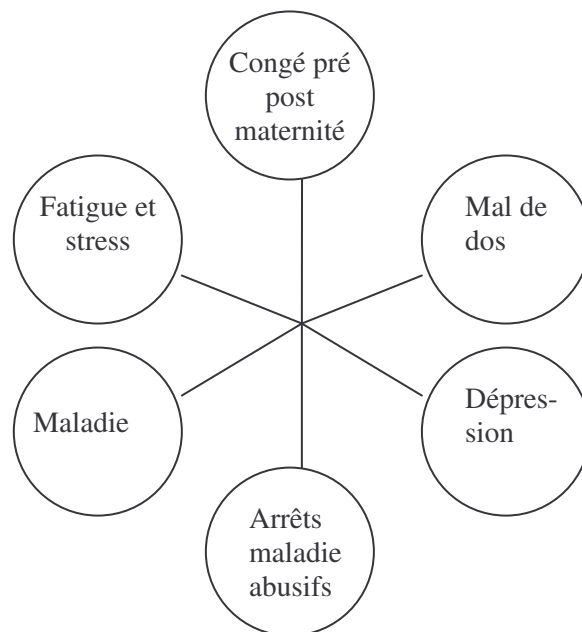 Congé pré
post
maternité
Fatigue et
stress
Mal de
dos
Maladie
Dépres-
sion
Arrêts
maladie
abusifs